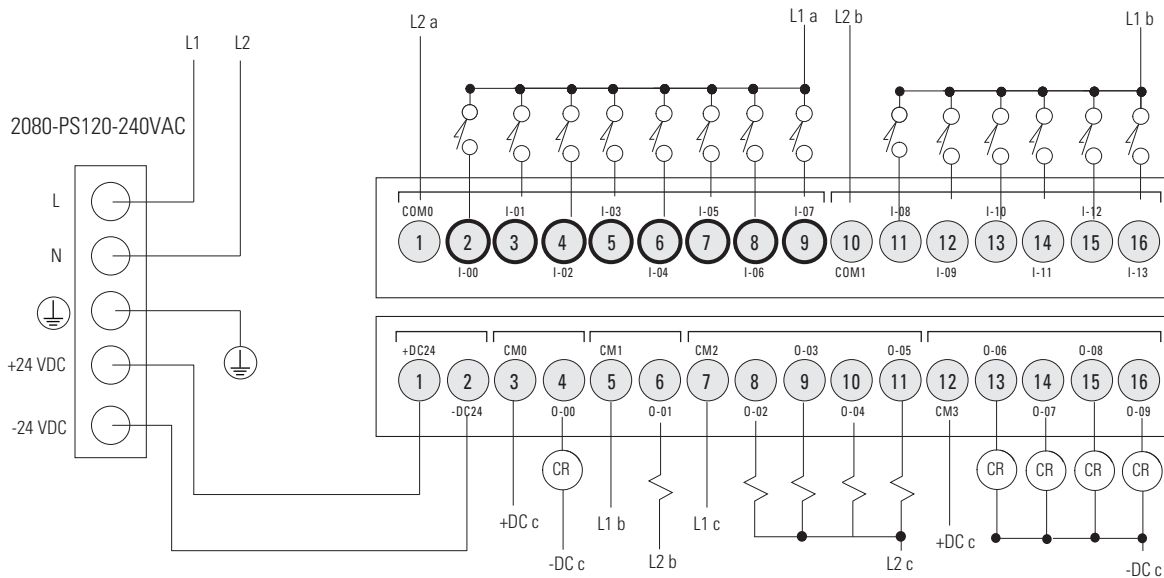 L2 a
L1 a
L2 b
L1 b
L1
L2
2080-PS120-240VAC
L
N
+24 VDC
-24 VDC
COM0
I-01
I-03
I-05
I-07
I-08
I-10
I-12
1 2 3 4 5 6 7 8 9 10 11 12 13 14 15 16
I-00
I-02
I-04
I-06
COM1
I-09
I-11
I-13
+DC24
CM0
CM1
CM2
O-03
O-05
O-06
O-08
1 2 3 4 5 6 7 8 9 10 11 12 13 14 15 16
-DC24
O-00
O-01
O-02
O-04
CM3
O-07
O-09
CR
CR
CR
CR
CR
+DC c
L1 b
L1 c
+DC c
-DC c
L2 b
L2 c
-DC c